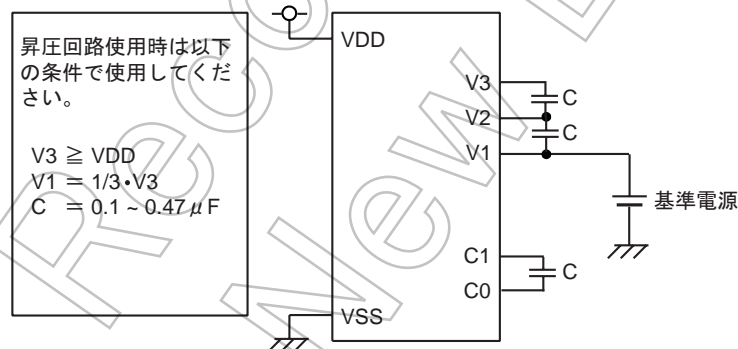 昇圧回路使用時は以下
の条件で使用してくだ
さい。
V3 ≧ VDD
V1 = 1/3•V3
C = 0.1 ~ 0.47 μ F
VDD
V3
C
V2
C
V1
基準電源
C1
C
C0
VSS
Reco
New